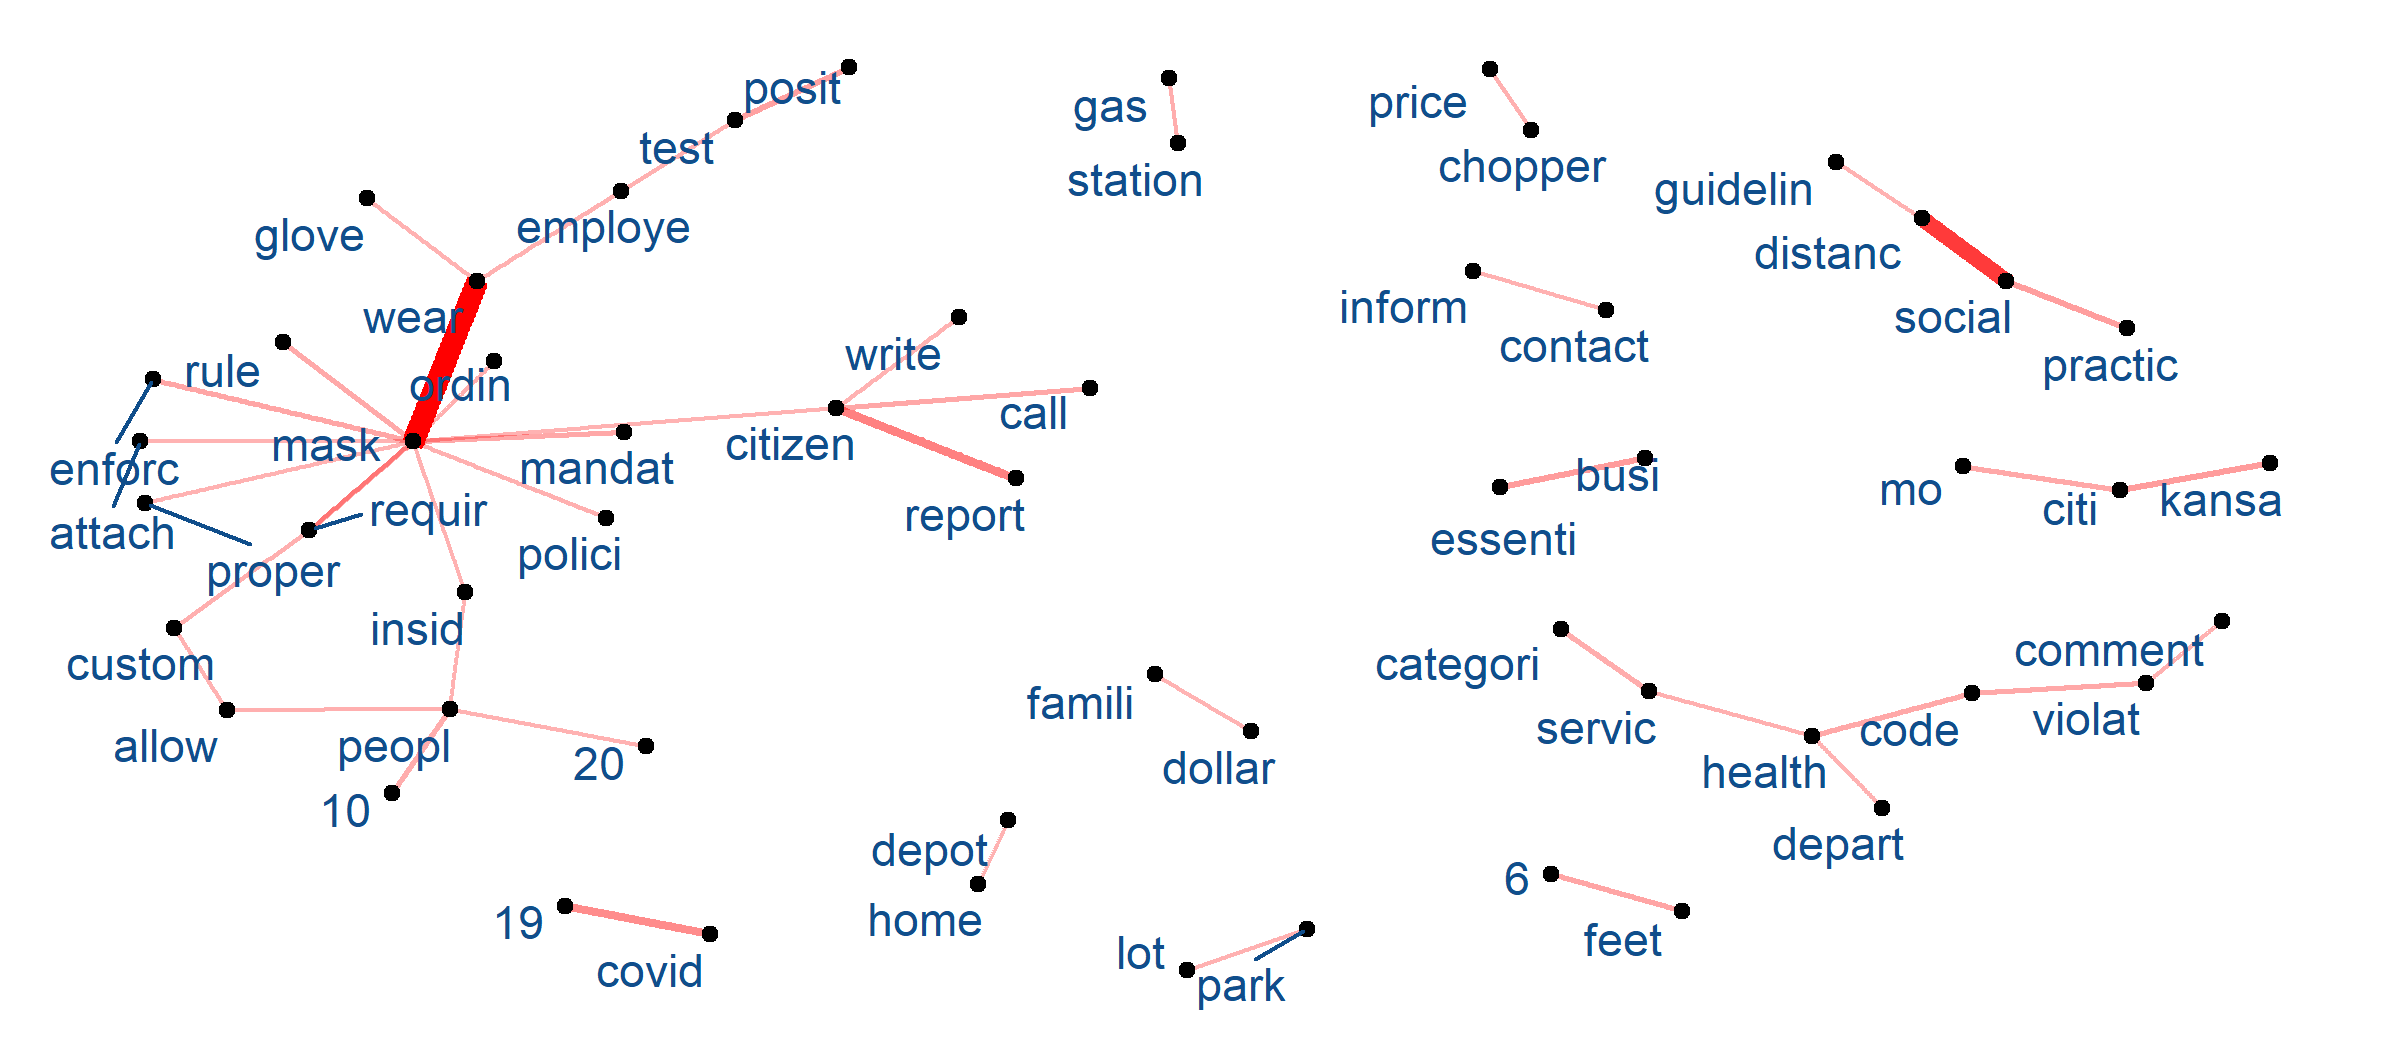 posit
gas
price
test
chopper
station
guidelin
glove
employe
distanc
wear
inform
social
rule
ordin
write
contact
practic
mask
citizen
call
enforc
mandat
busi
mo
citi
kansa
attach
requir
report
polici
essenti
proper
insid
custom
categori
comment
allow
peopl
20
famili
servic
code
violat
10
dollar
health
depot
depart
19
home
6
covid
lot
park
feet